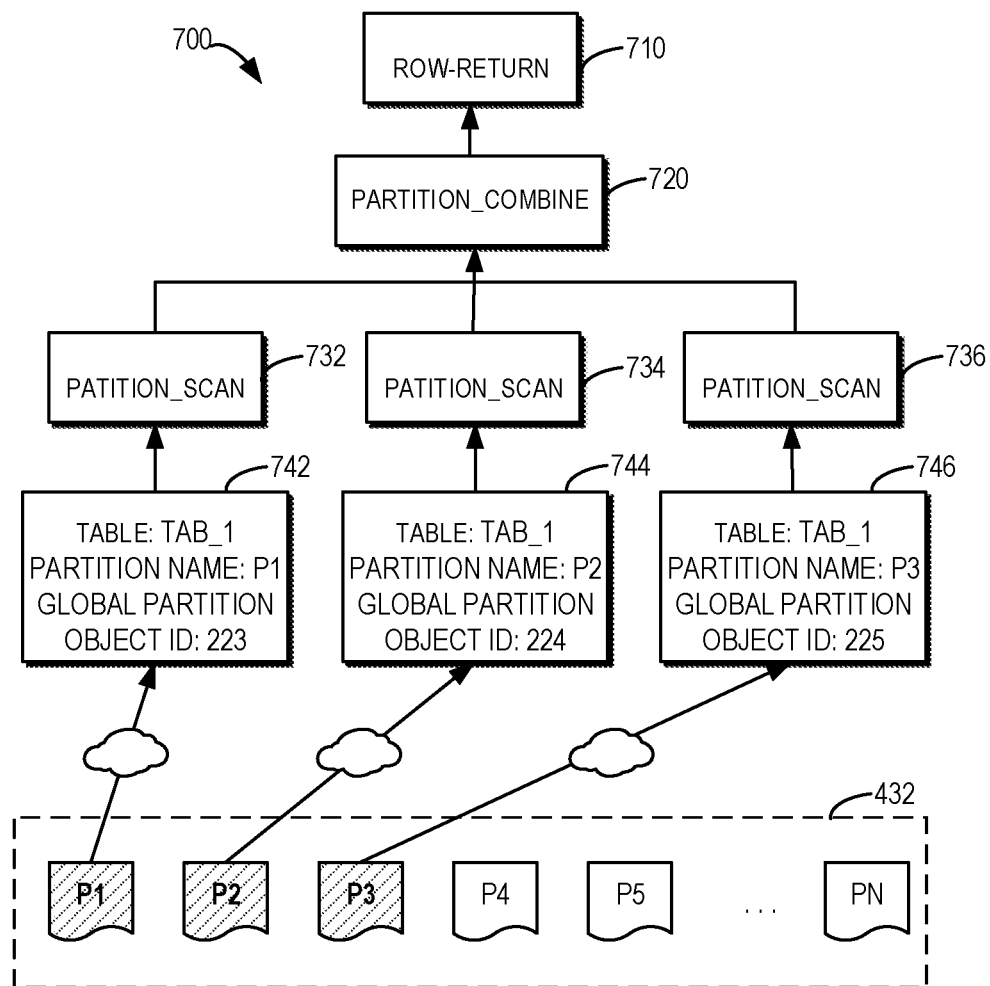 700
ROW-RETURN
710
PARTITION_COMBINE
720
PATITION_SCAN
732
PATITION_SCAN
734
PATITION_SCAN
736
742
TABLE: TAB_1
PARTITION NAME: P1
GLOBAL PARTITION
OBJECT ID: 223
744
TABLE: TAB_1
PARTITION NAME: P2
GLOBAL PARTITION
OBJECT ID: 224
746
TABLE: TAB_1
PARTITION NAME: P3
GLOBAL PARTITION
OBJECT ID: 225
432
P1
P2
P3
P4
P5
. . .
PN